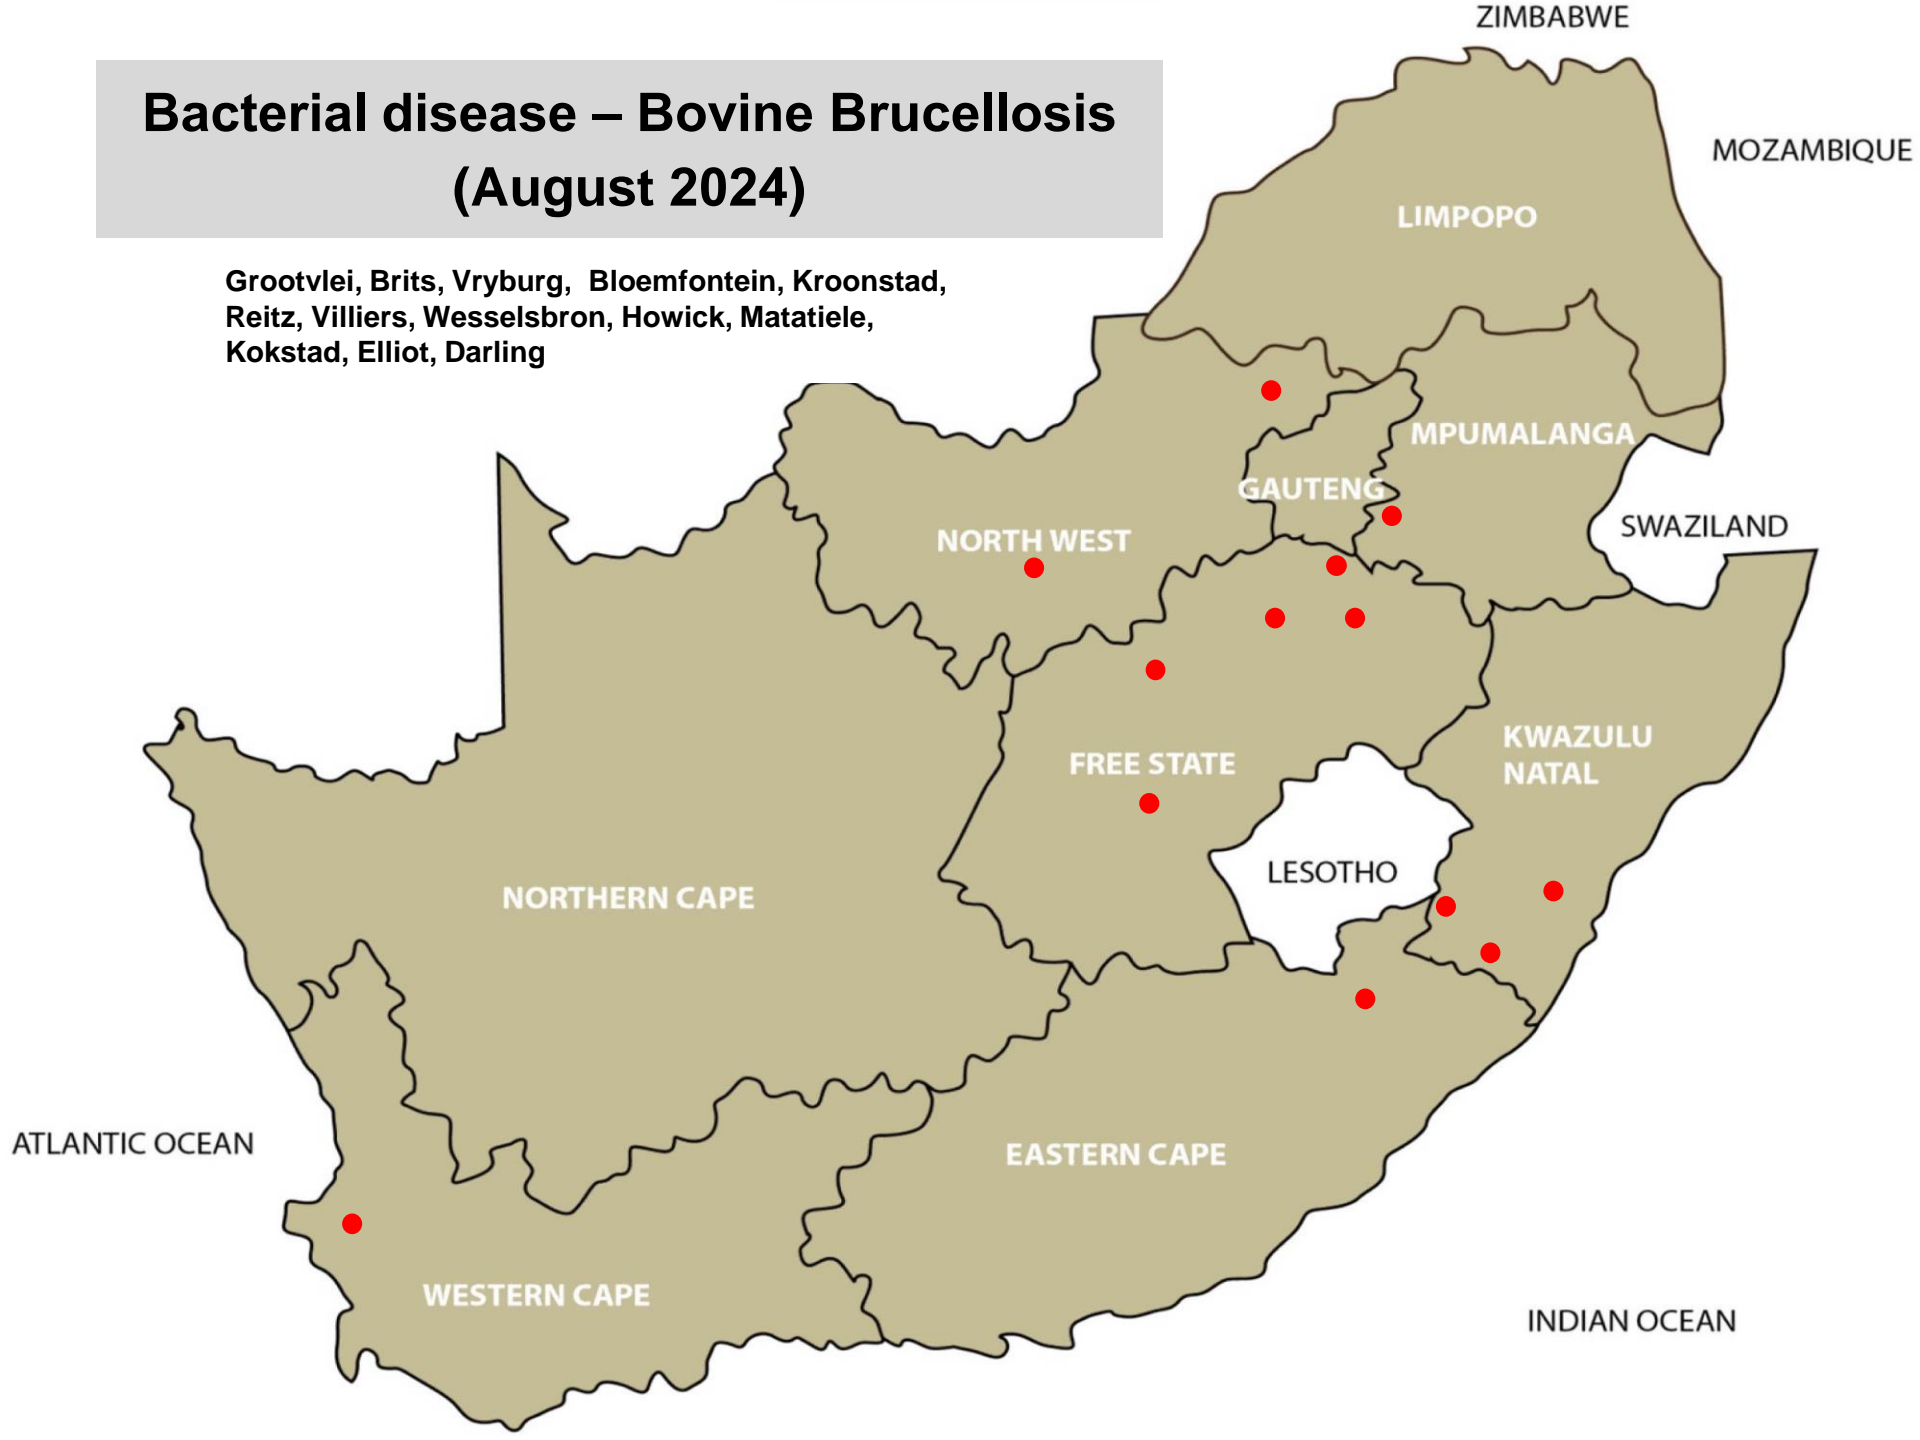 ZIMBABWE
Bacterial disease – Bovine Brucellosis
(August 2024)
MOZAMBIQUE
LIMPOPO
Grootvlei, Brits, Vryburg,  Bloemfontein, Kroonstad,
Reitz, Villiers, Wesselsbron, Howick, Matatiele,
Kokstad, Elliot, Darling
MPUMALANGA
GAUTENG
SWAZILAND
NORTH WEST
KWAZULU
NATAL
FREE STATE
LESOTHO
NORTHERN CAPE
ATLANTIC OCEAN
EASTERN CAPE
WESTERN CAPE
INDIAN OCEAN